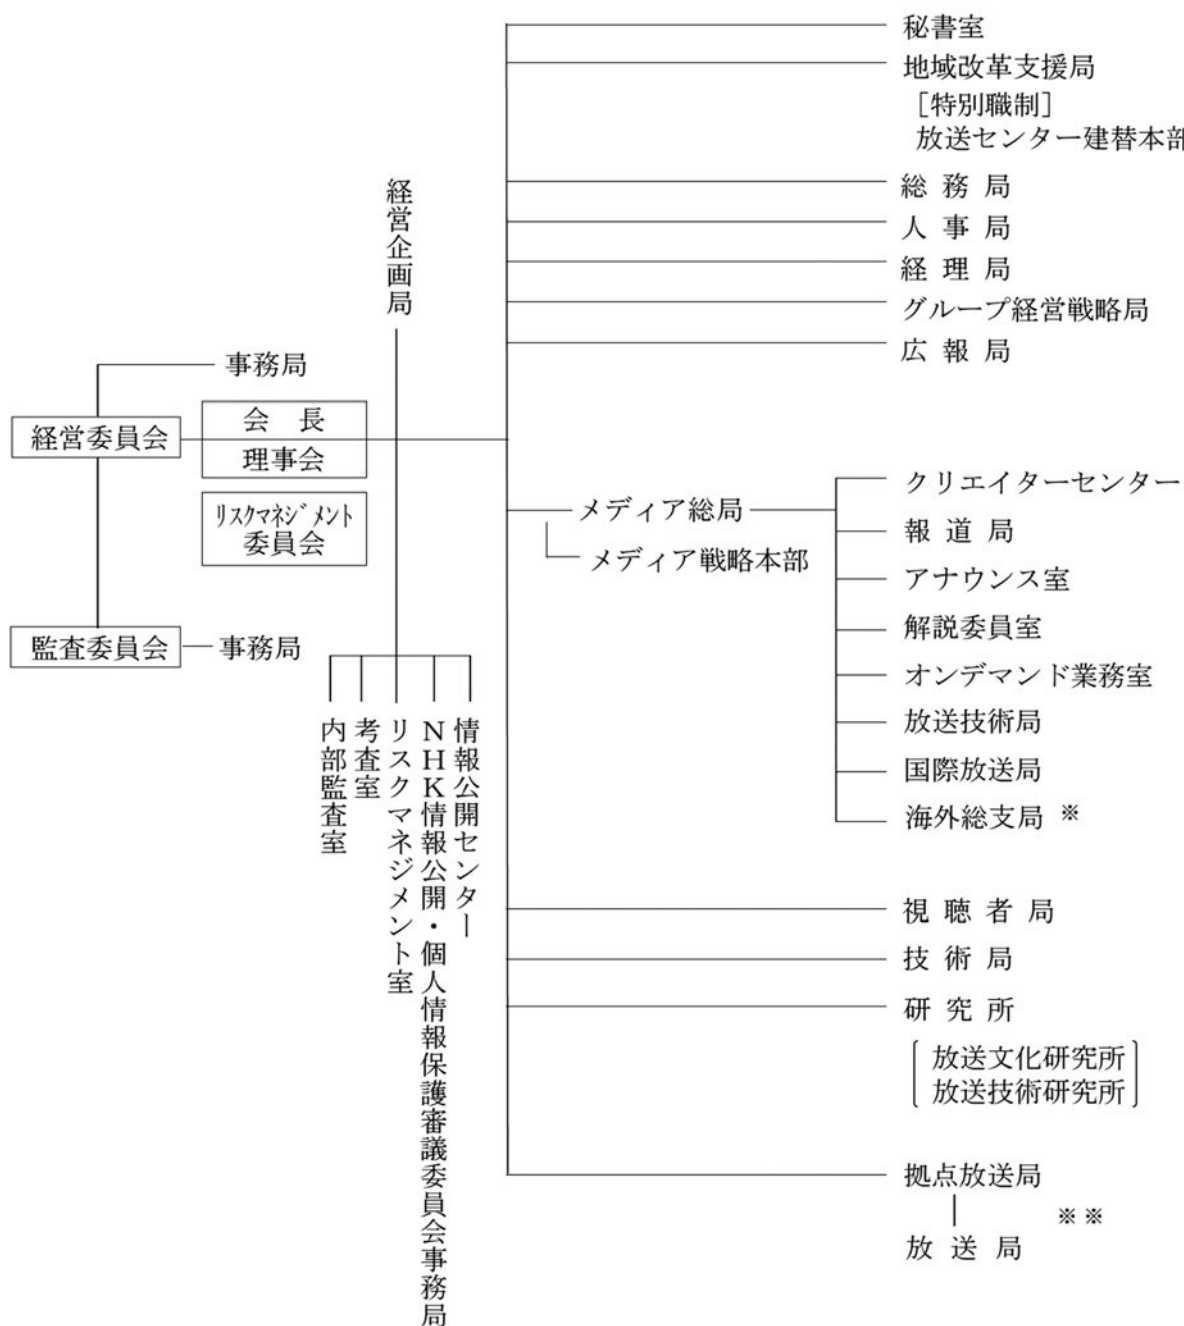 秘書室
地域改革支援局
［特別職制］
放送センター建替本部
総務局
人事局
経理局
グループ経営戦略局
広報局
経営企画局
事務局
経営委員会
会長
理事会
リスクマネジメント
委員会
監査委員会
事務局
内部監査室
考査室
リスクマネジメント室
NHK情報公開・個人情報保護審議委員会事務局
情報公開センター
メディア総局
メディア戦略本部
クリエイターセンター
報道局
アナウンス室
解説委員室
オンデマンド業務室
放送技術局
国際放送局
海外総支局 ※
視聴者局
技術局
研究所
放送文化研究所
放送技術研究所
拠点放送局
※※
放送局